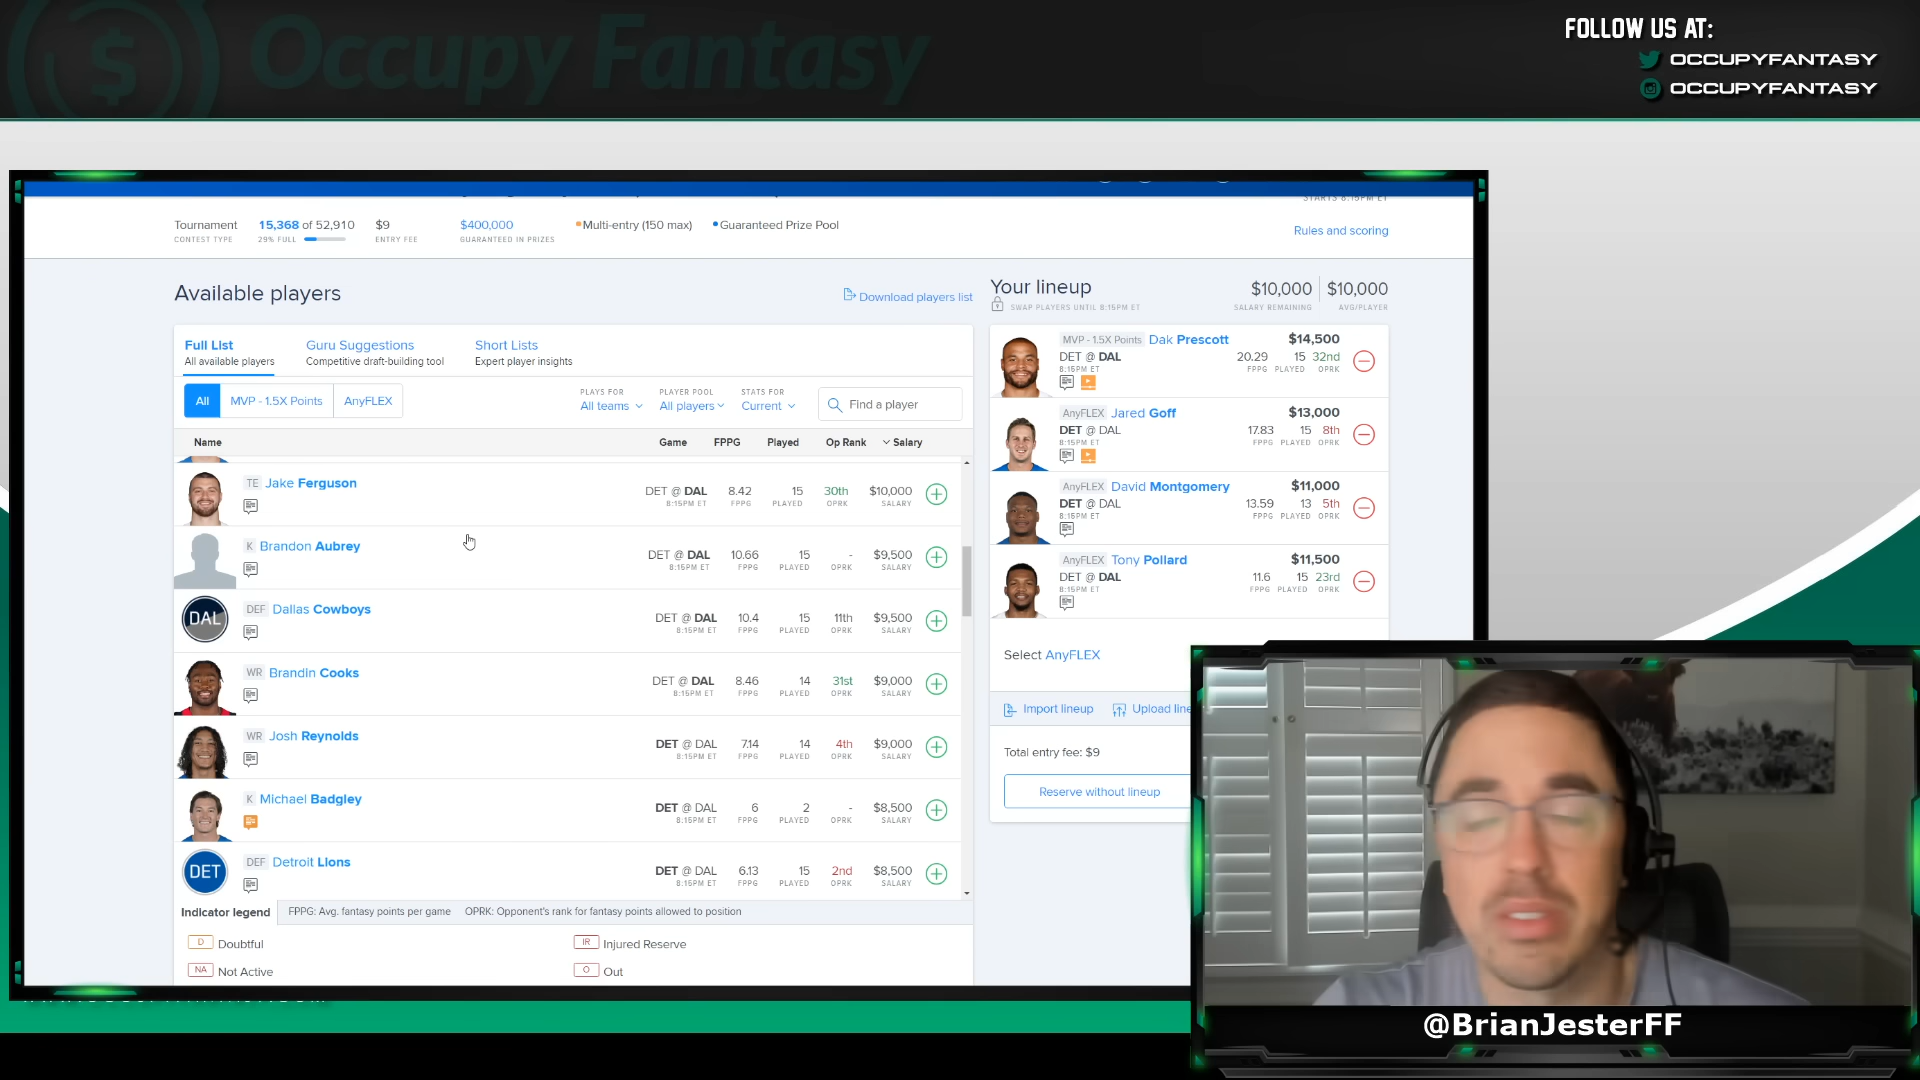 Occupy Fantasy
FOLLOW US AT:
OCCUPYFANTASY
OCCUPYFANTASY
STARTS 8:15PM ET
Tournament 15,368 of 52,910 $9 $400,000 Multi-entry (150 max) Guaranteed Prize Pool
CONTEST TYPE 29% FULL ENTRY FEE GUARANTEED IN PRIZES
Rules and scoring
Available players
Download players list
Full List Guru Suggestions Short Lists
All available players Competitive draft-building tool Expert player insights
All MVP - 1.5X Points AnyFLEX
PLAYS FOR PLAYER POOL STATS FOR
All teams All players Current Find a player
Name Game FPPG Played Op Rank Salary
TE Jake Ferguson DET @ DAL 8.42 15 30th $10,000
8:15PM ET FPPG PLAYED OPRK SALARY
K Brandon Aubrey DET @ DAL 10.66 15 - $9,500
8:15PM ET FPPG PLAYED OPRK SALARY
DAL DEF Dallas Cowboys DET @ DAL 10.4 15 11th $9,500
8:15PM ET FPPG PLAYED OPRK SALARY
WR Brandin Cooks DET @ DAL 8.46 14 31st $9,000
8:15PM ET FPPG PLAYED OPRK SALARY
WR Josh Reynolds DET @ DAL 7.14 14 4th $9,000
8:15PM ET FPPG PLAYED OPRK SALARY
K Michael Badgley DET @ DAL 6 2 - $8,500
8:15PM ET FPPG PLAYED OPRK SALARY
DET DEF Detroit Lions DET @ DAL 6.13 15 2nd $8,500
8:15PM ET FPPG PLAYED OPRK SALARY
Indicator legend FPPG: Avg. fantasy points per game OPRK: Opponent's rank for fantasy points allowed to position
D Doubtful IR Injured Reserve
NA Not Active O Out
Your lineup $10,000 $10,000
SWAP PLAYERS UNTIL 8:15PM ET SALARY REMAINING AVG/PLAYER
MVP - 1.5X Points Dak Prescott $14,500
DET @ DAL 20.29 15 32nd
8:15PM ET FPPG PLAYED OPRK
AnyFLEX Jared Goff $13,000
DET @ DAL 17.83 15 8th
8:15PM ET FPPG PLAYED OPRK
AnyFLEX David Montgomery $11,000
DET @ DAL 13.59 13 5th
8:15PM ET FPPG PLAYED OPRK
AnyFLEX Tony Pollard $11,500
DET @ DAL 11.6 15 23rd
8:15PM ET FPPG PLAYED OPRK
Select AnyFLEX
Import lineup Upload line
Total entry fee: $9
Reserve without lineup
@BrianJesterFF